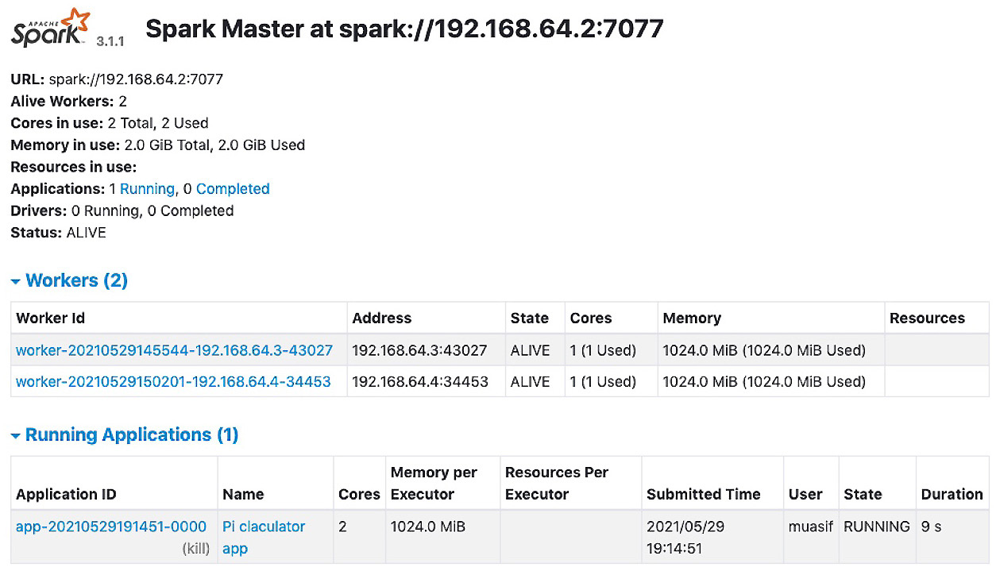 APACHE
Spark 3.1.1
Spark Master at spark://192.168.64.2:7077
URL: spark://192.168.64.2:7077
Alive Workers: 2
Cores in use: 2 Total, 2 Used
Memory in use: 2.0 GiB Total, 2.0 GiB Used
Resources in use:
Applications: 1 Running, 0 Completed
Drivers: 0 Running, 0 Completed
Status: ALIVE
Workers (2)
Worker Id Address State Cores Memory Resources
worker-20210529145544-192.168.64.3-43027 192.168.64.3:43027 ALIVE 1 (1 Used) 1024.0 MiB (1024.0 MiB Used)
worker-20210529150201-192.168.64.4-34453 192.168.64.4:34453 ALIVE 1 (1 Used) 1024.0 MiB (1024.0 MiB Used)
Running Applications (1)
Memory per Resources Per
Application ID Name Cores Executor Executor Submitted Time User State Duration
app-20210529191451-0000 Pi claculator 2 1024.0 MiB 2021/05/29 muasif RUNNING 9 s
(kill) app 19:14:51